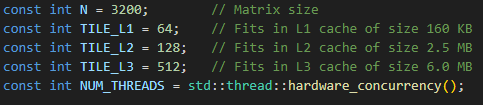 const int N = 3200;        // Matrix size
const int TILE_L1 = 64;    // Fits in L1 cache of size 160 KB
const int TILE_L2 = 128;   // Fits in L2 cache of size 2.5 MB
const int TILE_L3 = 512;   // Fits in L3 cache of size 6.0 MB
const int NUM_THREADS = std::thread::hardware_concurrency();